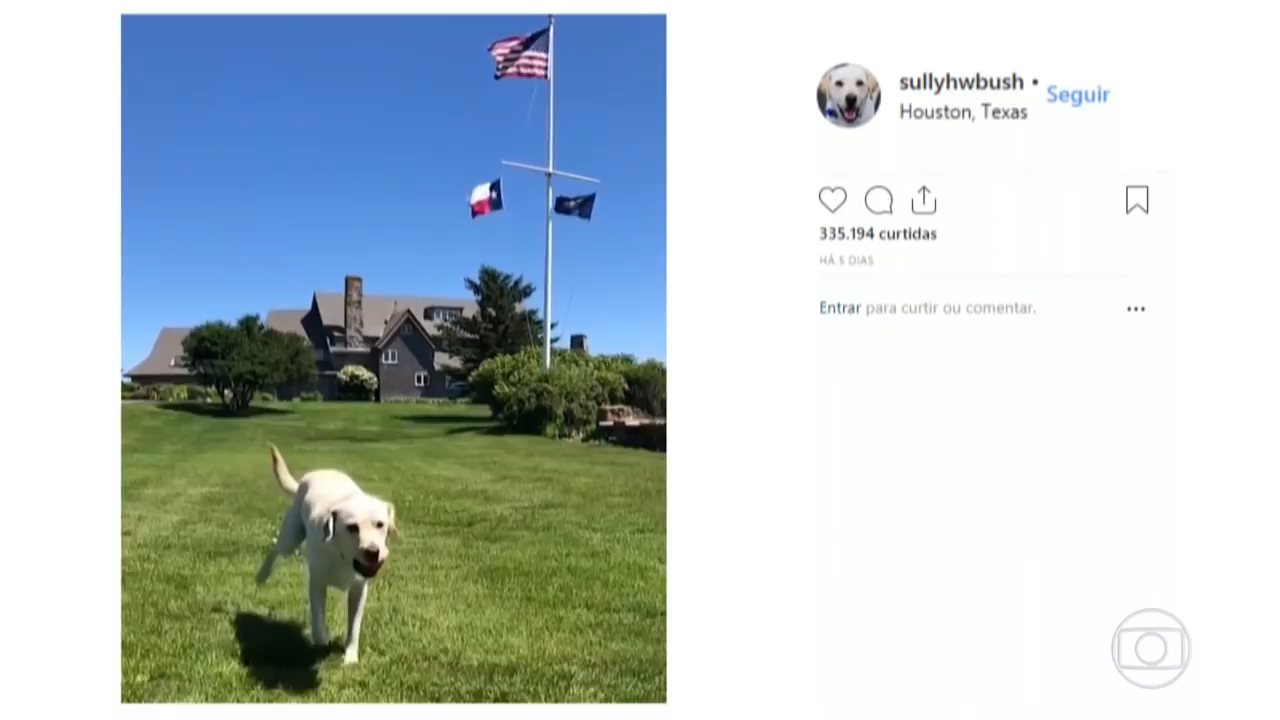 sullyhwbush •
Seguir
Houston, Texas
335.194 curtidas
HÁ 5 DIAS
Entrar para curtir ou comentar.